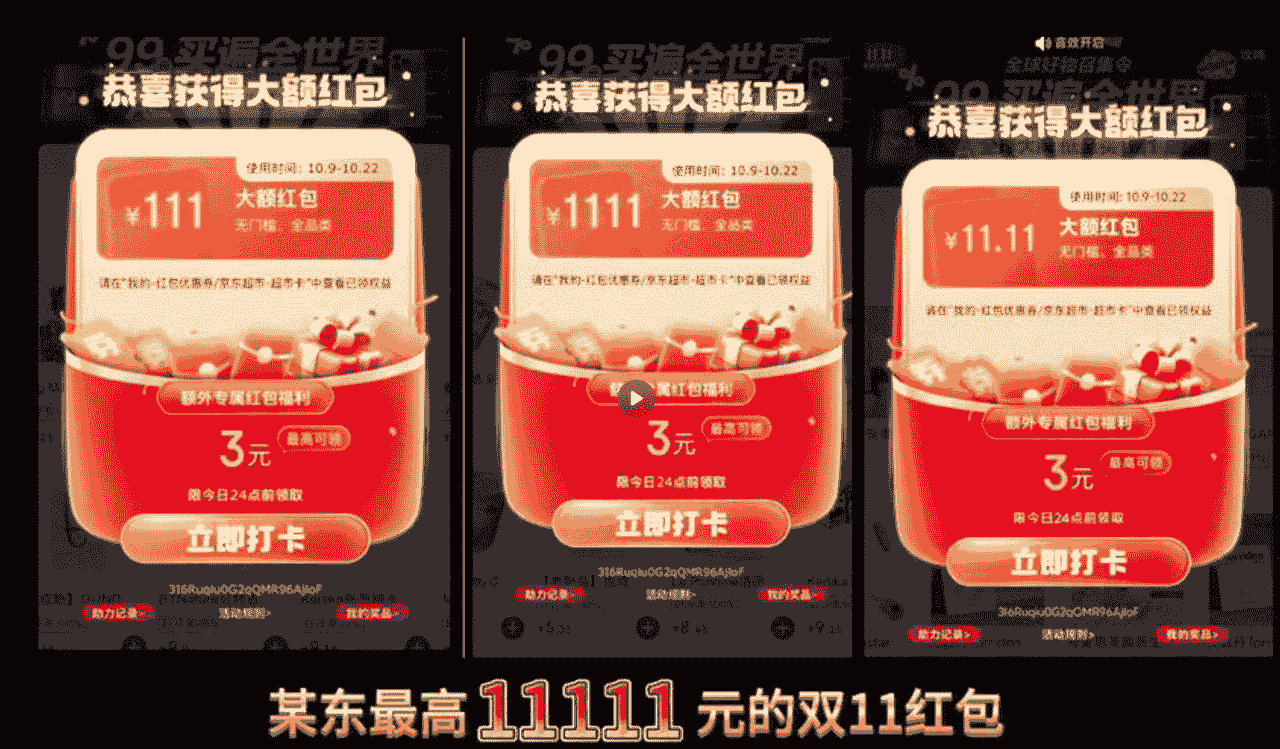 99 买遍全世界
恭喜获得大额红包
使用时间：10.9-10.22
¥111
大额红包
无门槛、全品类
请在“我的-红包优惠券/京东超市-超市卡”中查看已领权益
额外专属红包福利
3元
最高可领
限今日24点前领取
立即打卡
316Ruqiu0G2qQMR96AjioF
助力记录>
活动规则>
我的奖品>
99 买遍全世界
恭喜获得大额红包
使用时间：10.9-10.22
¥1111
大额红包
无门槛、全品类
请在“我的-红包优惠券/京东超市-超市卡”中查看已领权益
额 专属红包福利
3元
最高可领
限今日24点前领取
立即打卡
316Ruqiu0G2qQMR96AjioF
助力记录>
活动规则>
我的奖品>
音效开启
全球好物召集
99 买遍全世界
恭喜获得大额红包
使用时间：10.9-10.22
¥11.11
大额红包
无门槛、全品类
请在“我的-红包优惠券/京东超市-超市卡”中查看已领权益
额外专属红包福利
3元
最高可领
限今日24点前领取
立即打卡
316Ruqiu0G2qQMR96AjioF
助力记录>
活动规则>
我的奖品>
某东最高11111元的双11红包